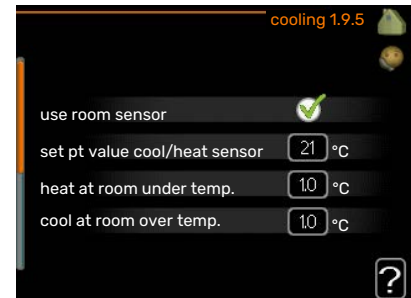 cooling 1.9.5
use room sensor
set pt value cool/heat sensor 21 °C
heat at room under temp. 1.0 °C
cool at room over temp. 1.0 °C
?